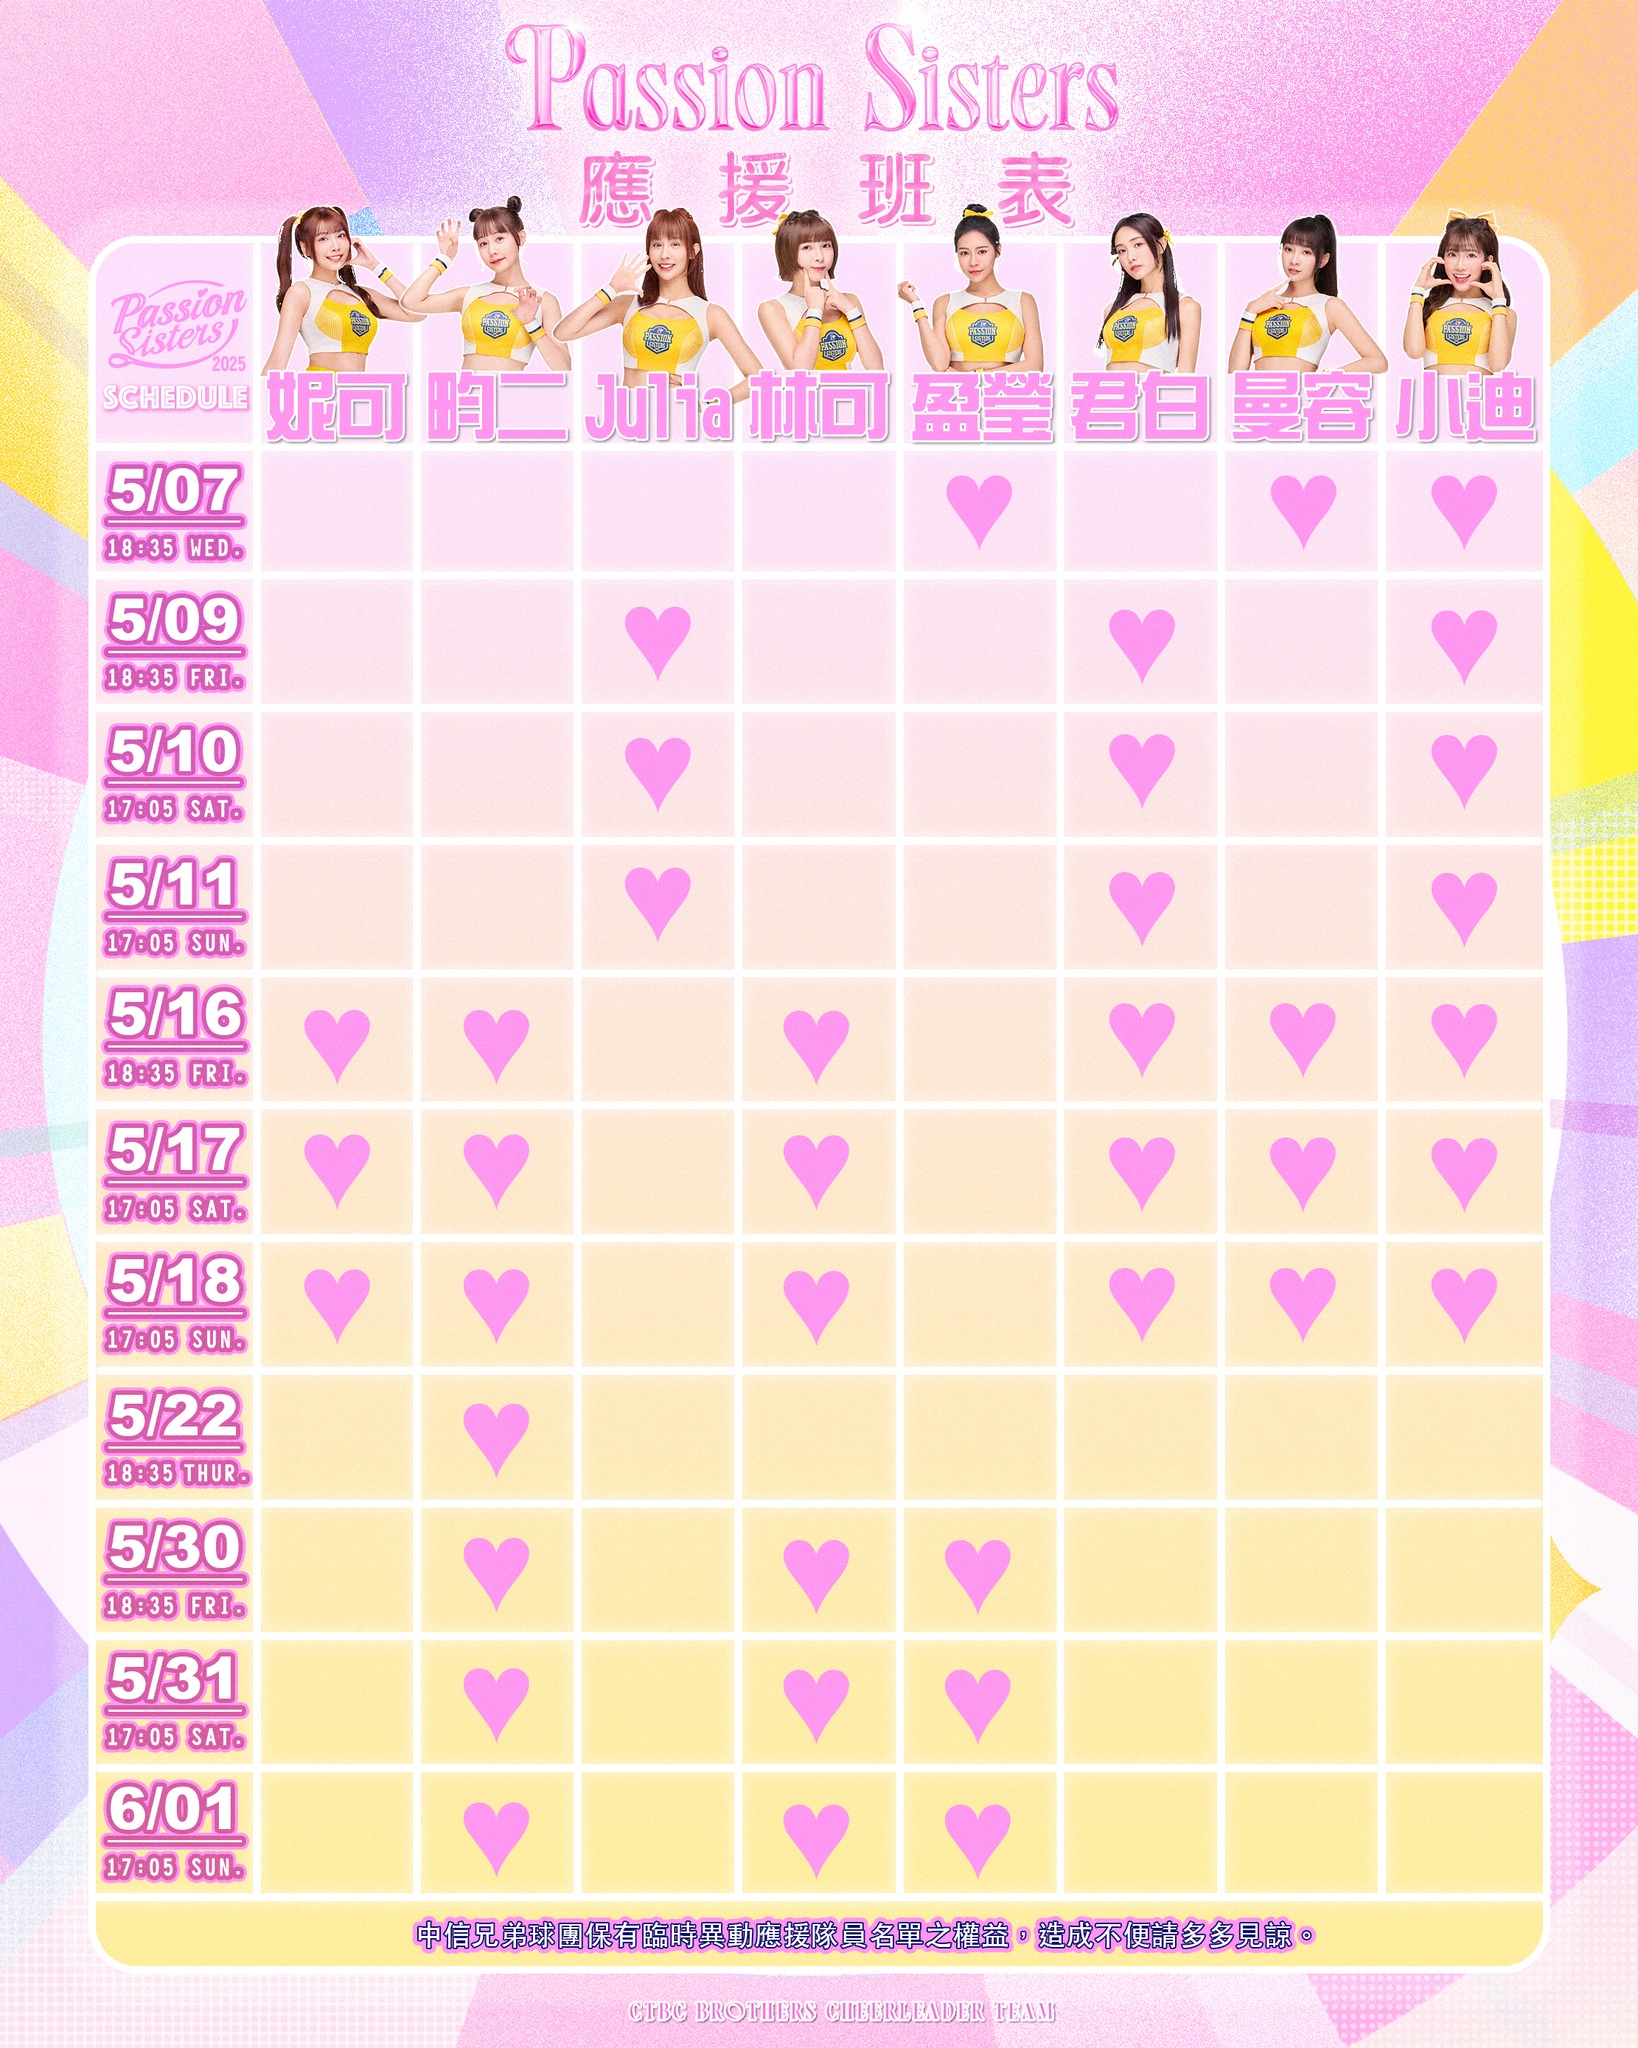 Passion Sisters
應援班表
Passion Sisters 2025
SCHEDULE
妮可 昀二 Julia 林可 盈瑩 君白 曼容 小迪
5/07
18:35 WED. ♥ ♥ ♥
5/09
18:35 FRI. ♥ ♥ ♥
5/10
17:05 SAT. ♥ ♥ ♥
5/11
17:05 SUN. ♥ ♥ ♥
5/16
18:35 FRI. ♥ ♥ ♥ ♥ ♥ ♥
5/17
17:05 SAT. ♥ ♥ ♥ ♥ ♥ ♥
5/18
17:05 SUN. ♥ ♥ ♥ ♥ ♥ ♥
5/22
18:35 THUR. ♥
5/30
18:35 FRI. ♥ ♥ ♥
5/31
17:05 SAT. ♥ ♥ ♥
6/01
17:05 SUN. ♥ ♥ ♥
中信兄弟球團保有臨時異動應援隊員名單之權益，造成不便請多多見諒。
CTBC BROTHERS CHEERLEADER TEAM